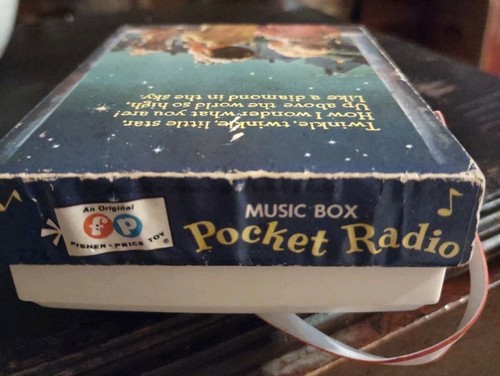 Twinkle, twinkle, little star,
How I wonder what you are!
Up above the world so high,
Like a diamond in the sky.
An Original
fp
FISHER·PRICE TOY®
MUSIC BOX
Pocket Radio